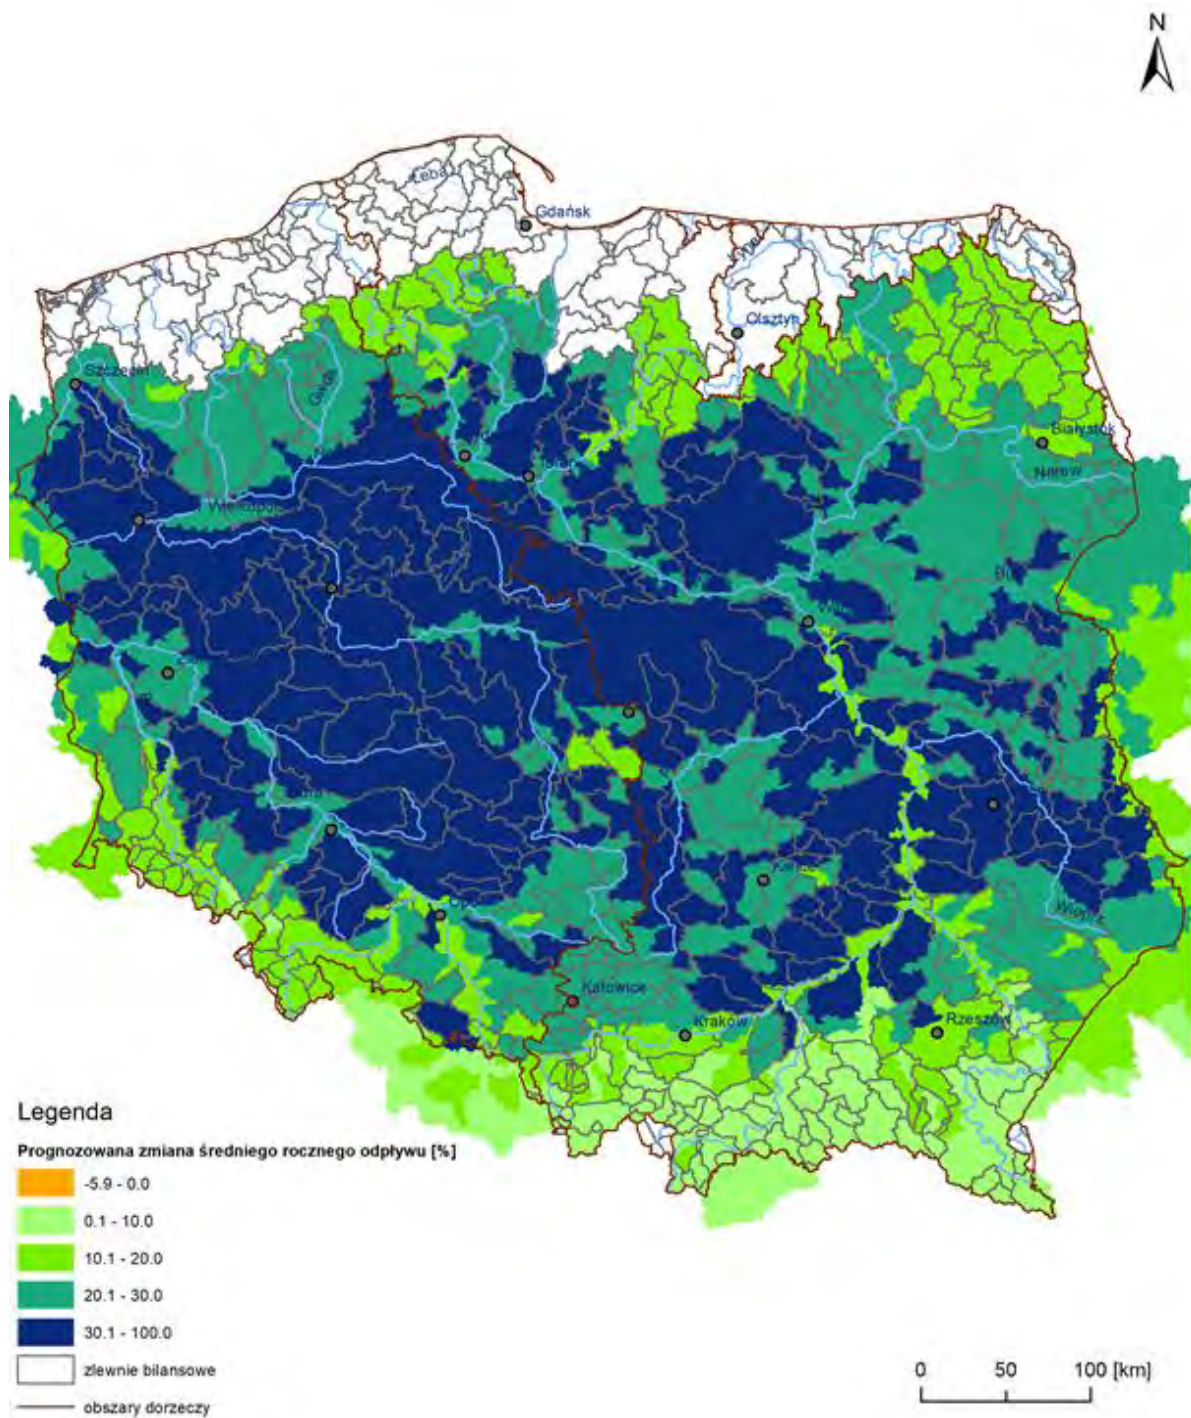 N
Łeba
Gdańsk
Olsztyn
Szczecin
Gwda
Białystok
Narew
Wielkopol
Bug
Wieprz
Katowice
Kraków
Rzeszów
Legenda
Prognozowana zmiana średniego rocznego odpływu [%]
-5.9 - 0.0
0.1 - 10.0
10.1 - 20.0
20.1 - 30.0
30.1 - 100.0
zlewnie bilansowe
obszary dorzeczy
0 50 100 [km]